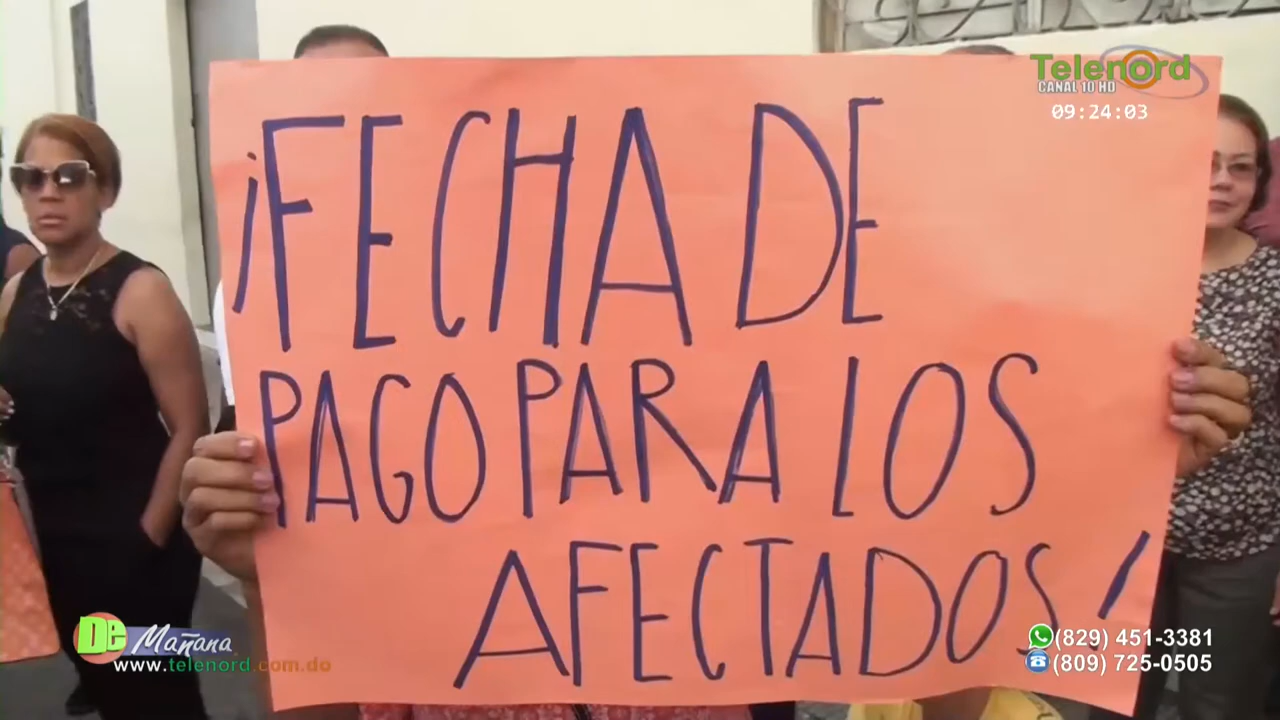 Telenord
CANAL 10 HD
09:24:03
¡FECHA DE
PAGO PARA LOS
AFECTADOS!
De Mañana
www.telenord.com.do
(829) 451-3381
(809) 725-0505